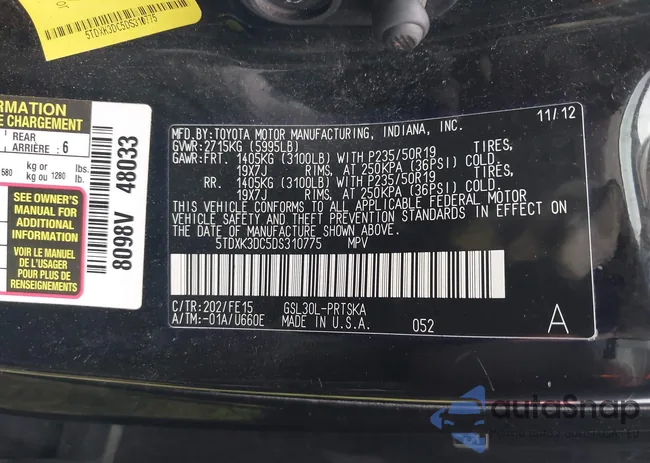 5TDXK3DC5DS310775
RMATION
E CHARGEMENT
REAR
ARRIÈRE 6
580 kg or lbs.
kg ou 1280 lb.
SEE OWNER'S
MANUAL FOR
ADDITIONAL
INFORMATION
VOIR LE MANUEL
DE L'USAGER
POUR PLUS DE
RENSEIGNEMENTS
8098V 48D33
11/12
MFD.BY:TOYOTA MOTOR MANUFACTURING, INDIANA, INC.
GVWR:2715KG (5995LB)
GAWR:FRT. 1405KG (3100LB) WITH P235/50R19 TIRES,
19X7J RIMS, AT 250KPA (36PSI) COLD.
RR. 1405KG (3100LB) WITH P235/50R19 TIRES,
19X7J RIMS, AT 250KPA (36PSI) COLD.
THIS VEHICLE CONFORMS TO ALL APPLICABLE FEDERAL MOTOR
VEHICLE SAFETY AND THEFT PREVENTION STANDARDS IN EFFECT ON
THE DATE OF MANUFACTURE SHOWN ABOVE.
5TDXK3DC5DS310775 MPV
C/TR:202/FE15 GSL30L-PRTSKA
A/TM:-01A/U660E MADE IN U.S.A. 052 A
autoSnap